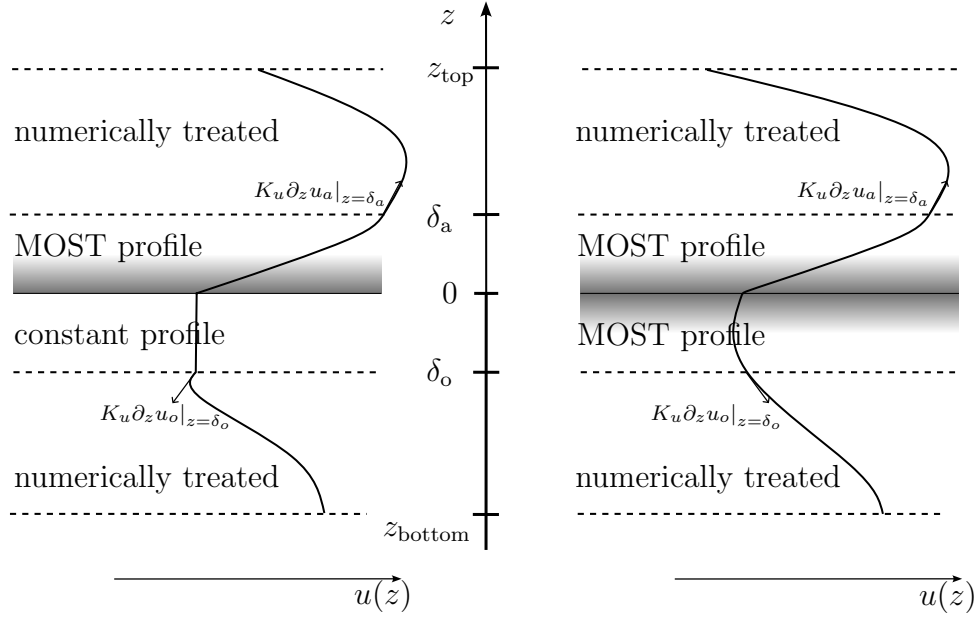 z
z_top
numerically treated
numerically treated
K_u ∂_z u_a|_{z=δ_a}
K_u ∂_z u_a|_{z=δ_a}
δ_a
MOST profile
MOST profile
0
constant profile
MOST profile
δ_o
K_u ∂_z u_o|_{z=δ_o}
K_u ∂_z u_o|_{z=δ_o}
numerically treated
numerically treated
z_bottom
u(z)
u(z)